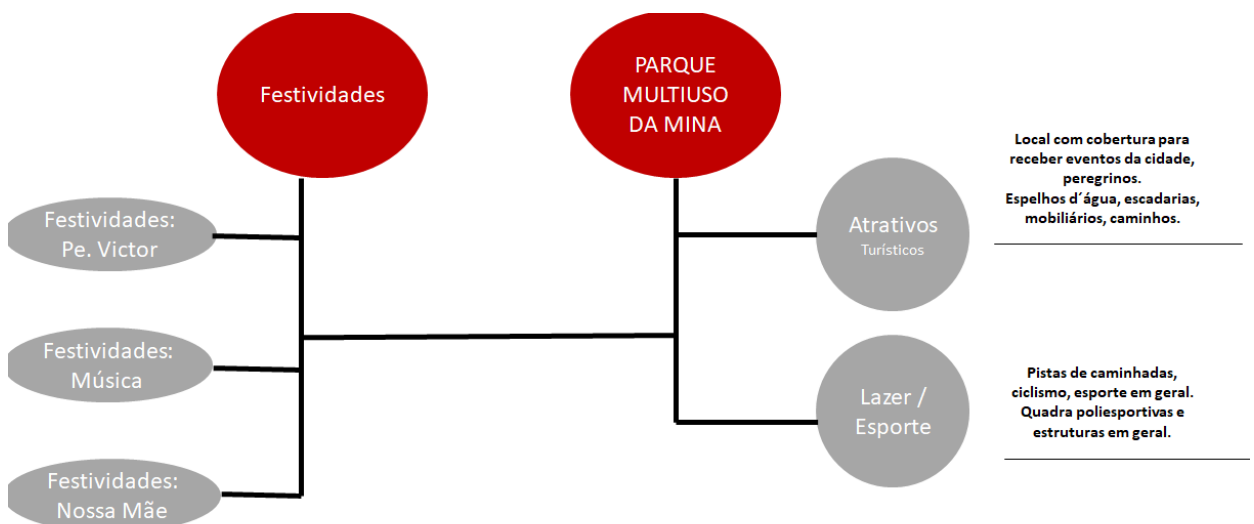 Festividades
PARQUE
MULTIUSO
DA MINA
Local com cobertura para
receber eventos da cidade,
peregrinos.
Espelhos d´água, escadarias,
mobiliários, caminhos.
Festividades:
Pe. Victor
Atrativos
Turísticos
Festividades:
Música
Lazer /
Esporte
Pistas de caminhadas,
ciclismo, esporte em geral.
Quadra poliesportivas e
estruturas em geral.
Festividades:
Nossa Mãe